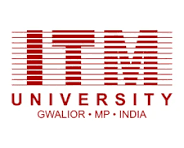 ITM
UNIVERSITY
GWALIOR • MP • INDIA